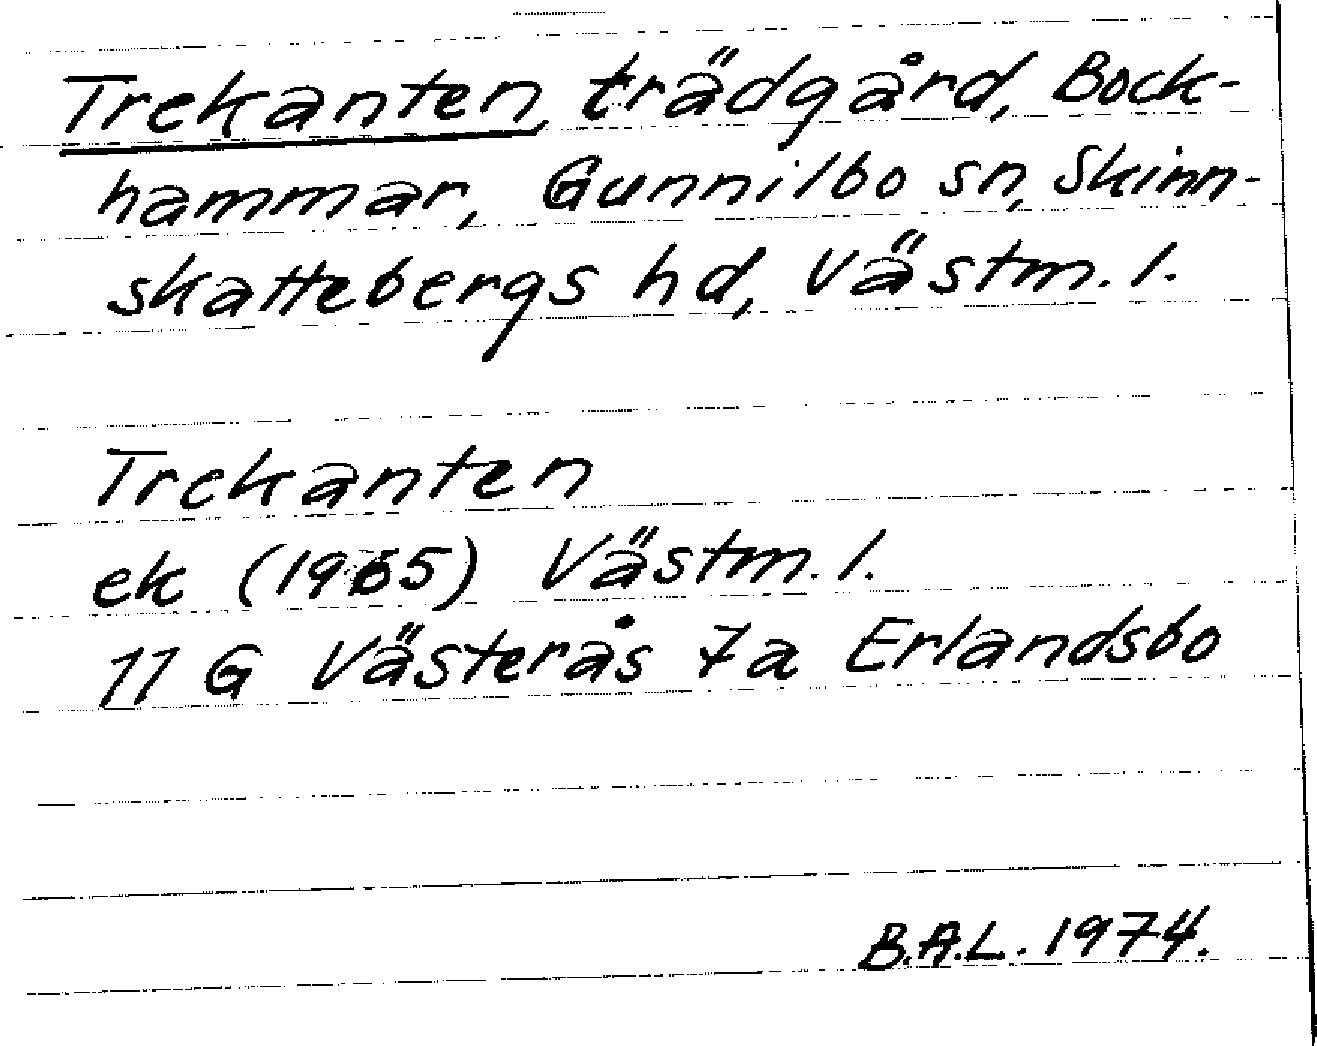 Trekanten, trädgård, Bock-
hammar, Gunnilbo sn, Skinn-
skattebergs hd, Västm. l.
Trekanten
ek (1965) Västm. l.
11 G Västerås 7a Erlandsbo
B.A.L. 1974.